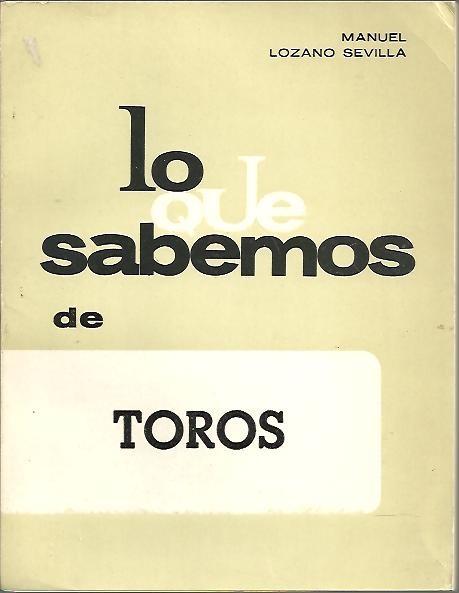 MANUEL
LOZANO SEVILLA
lo
que
sabemos
de
TOROS